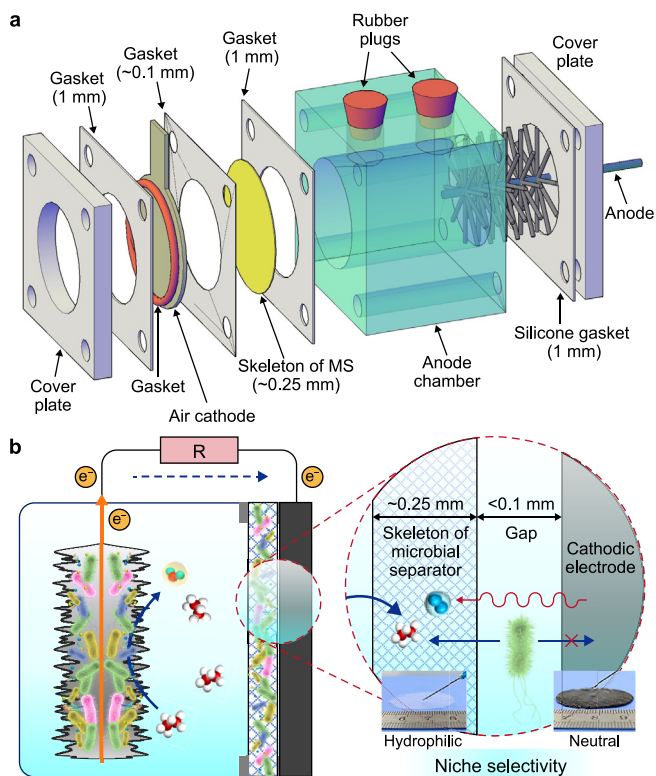 a
Rubber
plugs
Gasket
(~0.1 mm)
Gasket
(1 mm)
Gasket
(1 mm)
Cover
plate
Anode
Silicone gasket
(1 mm)
Anode
chamber
Skeleton of MS
(~0.25 mm)
Cover
plate
Gasket
Air cathode
b
R
e⁻
e⁻
e⁻
~0.25 mm
<0.1 mm
Skeleton of
microbial
separator
Gap
Cathodic
electrode
Hydrophilic
Neutral
Niche selectivity